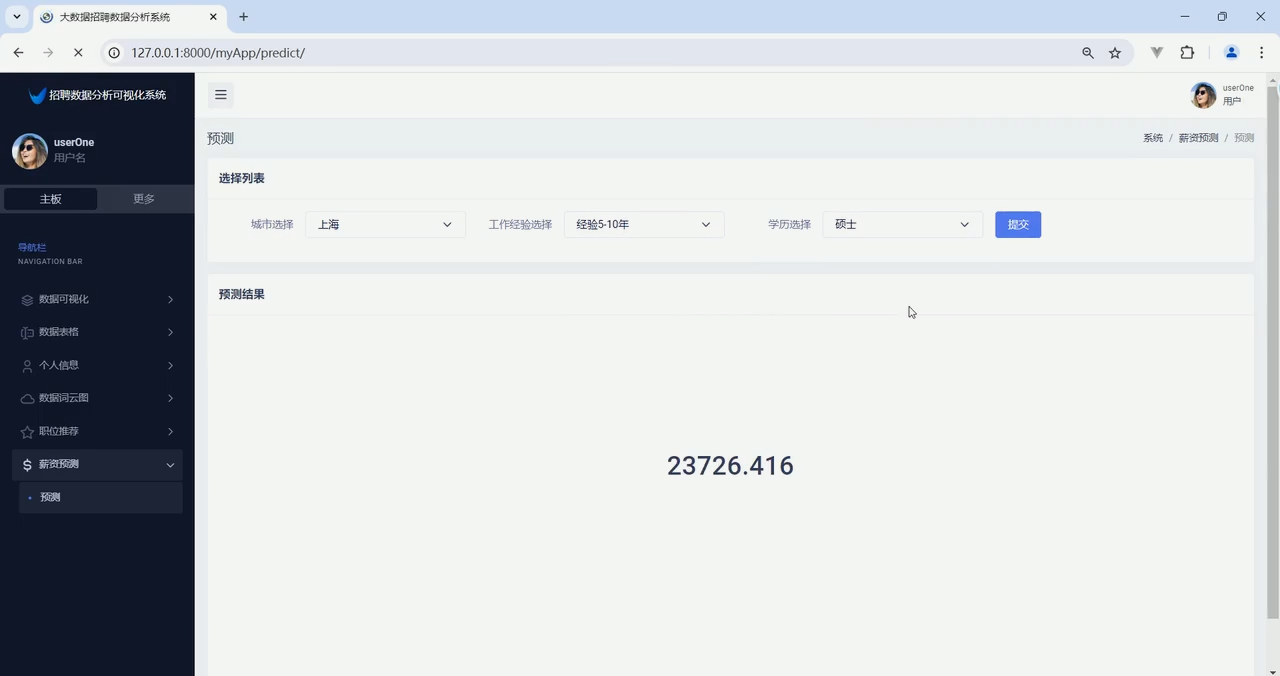 大数据招聘数据分析系统
127.0.0.1:8000/myApp/predict/
招聘数据分析可视化系统
userOne
用户
userOne
用户名
主板
更多
导航栏
NAVIGATION BAR
数据可视化
数据表格
个人信息
数据词云图
职位推荐
薪资预测
预测
预测
系统 / 薪资预测 / 预测
选择列表
城市选择 上海 工作经验选择 经验5-10年 学历选择 硕士 提交
预测结果
23726.416